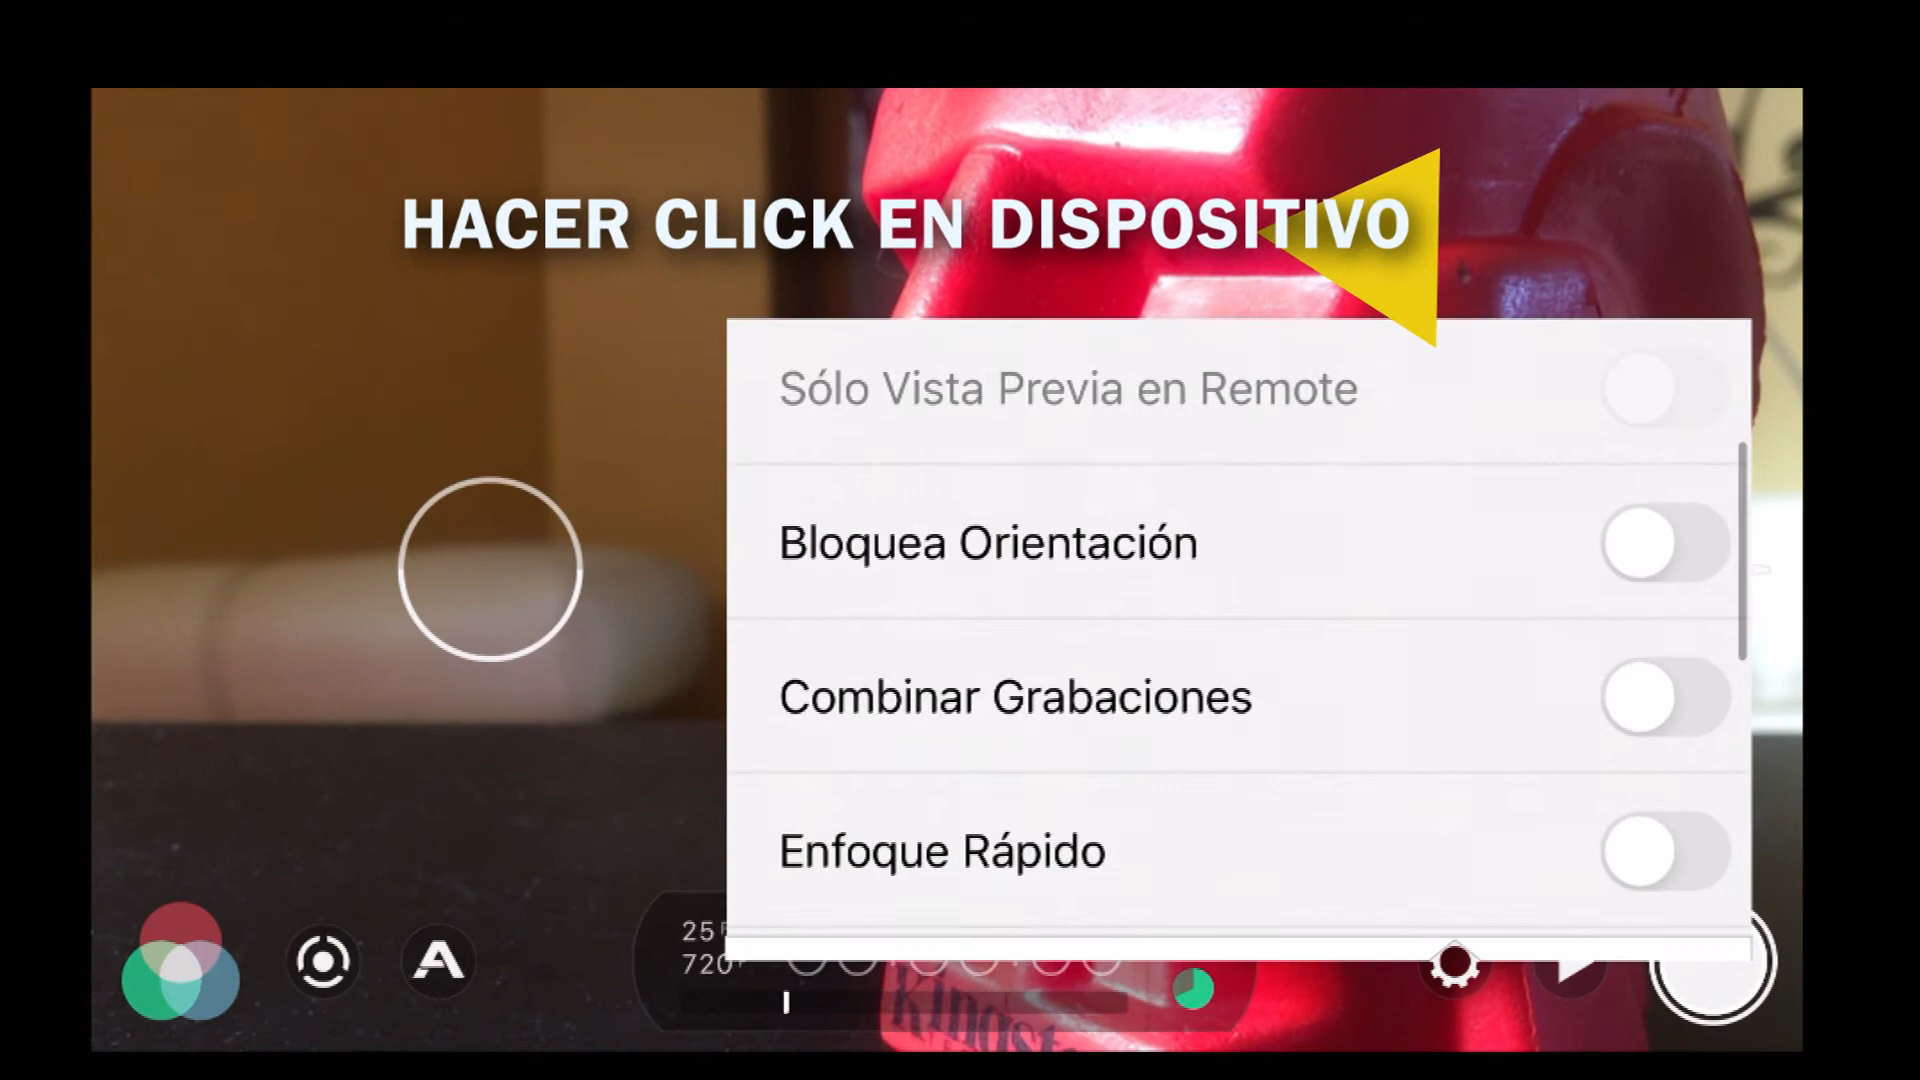 HACER CLICK EN DISPOSITIVO
Sólo Vista Previa en Remote
Bloquea Orientación
Combinar Grabaciones
Enfoque Rápido
25
720